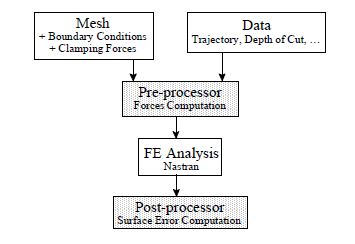 Mesh
+ Boundary Conditions
+ Clamping Forces
Data
Trajectory, Depth of Cut, ...
Pre-processor
Forces Computation
FE Analysis
Nastran
Post-processor
Surface Error Computation